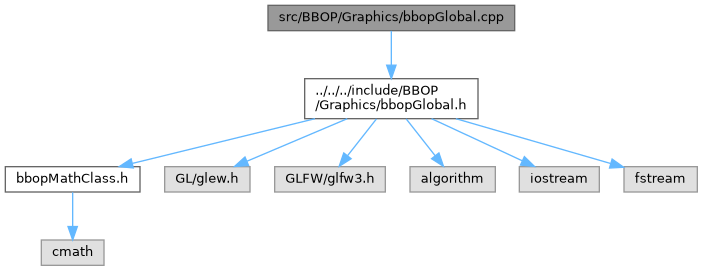 src/BBOP/Graphics/bbopGlobal.cpp
../../../include/BBOP
/Graphics/bbopGlobal.h
bbopMathClass.h
GL/glew.h
GLFW/glfw3.h
algorithm
iostream
fstream
cmath